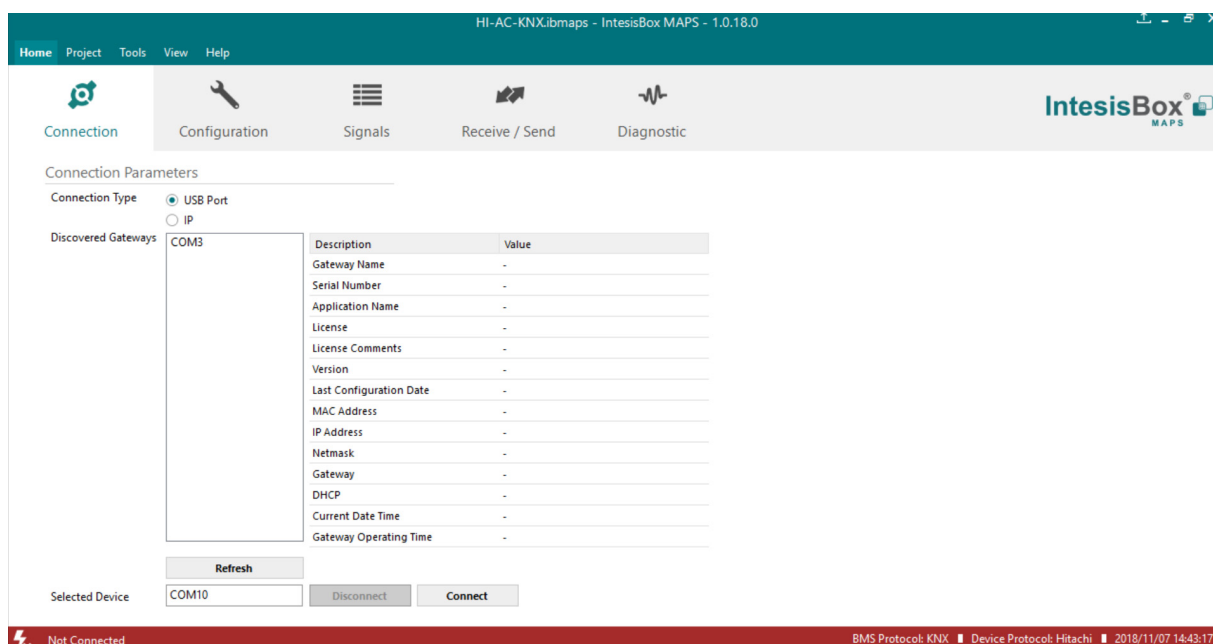 HI-AC-KNX.ibmaps - IntesisBox MAPS - 1.0.18.0
Home Project Tools View Help
Connection Configuration Signals Receive / Send Diagnostic
IntesisBox®
MAPS
Connection Parameters
Connection Type USB Port
IP
Discovered Gateways COM3
Description Value
Gateway Name -
Serial Number -
Application Name -
License -
License Comments -
Version -
Last Configuration Date -
MAC Address -
IP Address -
Netmask -
Gateway -
DHCP -
Current Date Time -
Gateway Operating Time -
Refresh
Selected Device COM10 Disconnect Connect
Not Connected BMS Protocol: KNX Device Protocol: Hitachi 2018/11/07 14:43:17